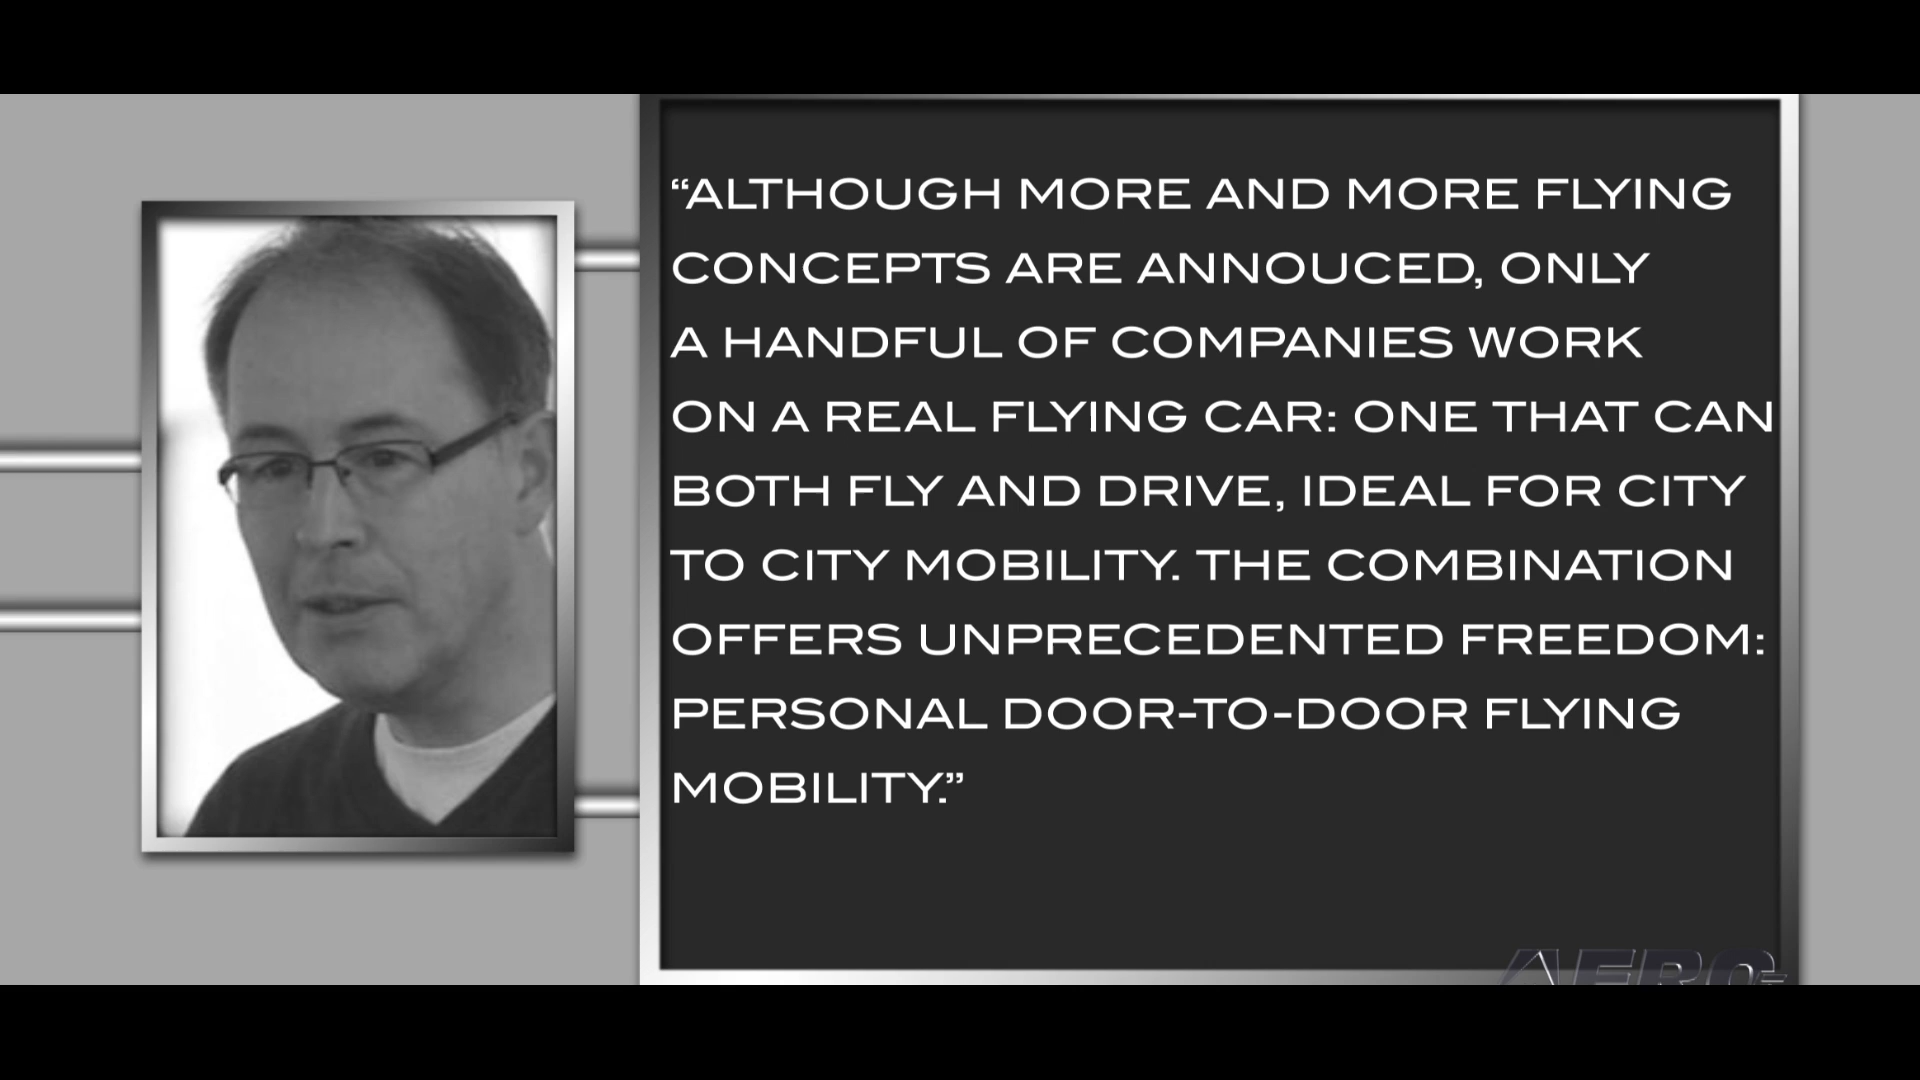 “ALTHOUGH MORE AND MORE FLYING
CONCEPTS ARE ANNOUCED, ONLY
A HANDFUL OF COMPANIES WORK
ON A REAL FLYING CAR: ONE THAT CAN
BOTH FLY AND DRIVE, IDEAL FOR CITY
TO CITY MOBILITY. THE COMBINATION
OFFERS UNPRECEDENTED FREEDOM:
PERSONAL DOOR-TO-DOOR FLYING
MOBILITY.”
AERO